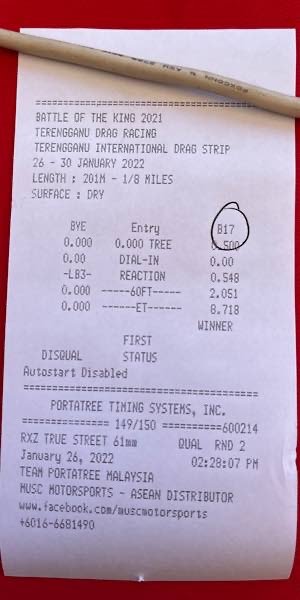 BATTLE OF THE KING 2021
TERENGGANU DRAG RACING
TERENGGANU INTERNATIONAL DRAG STRIP
26 - 30 JANUARY 2022
LENGTH : 201M - 1/8 MILES
SURFACE : DRY
BYE Entry B17
0.000 0.000 TREE 0.500
0.00 DIAL-IN 0.00
-LB3- REACTION 0.548
0.000 ------60FT------ 2.051
0.000 ------ET------ 8.718
WINNER
FIRST
DISQUAL STATUS
Autostart Disabled
PORTATREE TIMING SYSTEMS, INC.
============== 149/150 ==========600214
RXZ TRUE STREET 61mm QUAL RND 2
January 26, 2022 02:28:07 PM
TEAM PORTATREE MALAYSIA
MUSC MOTORSPORTS - ASEAN DISTRIBUTOR
www.facebook.com/muscmotorsports
+6016-6681490